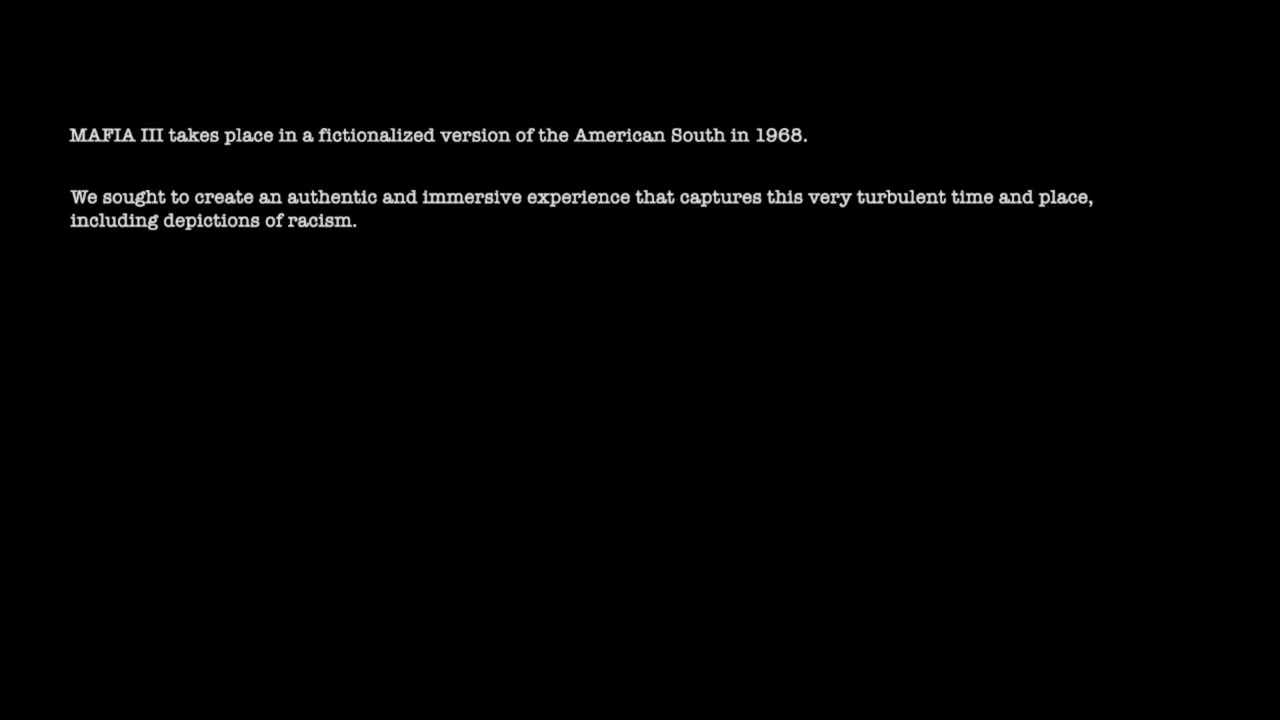 MAFIA III takes place in a fictionalized version of the American South in 1968.
We sought to create an authentic and immersive experience that captures this very turbulent time and place,
including depictions of racism.